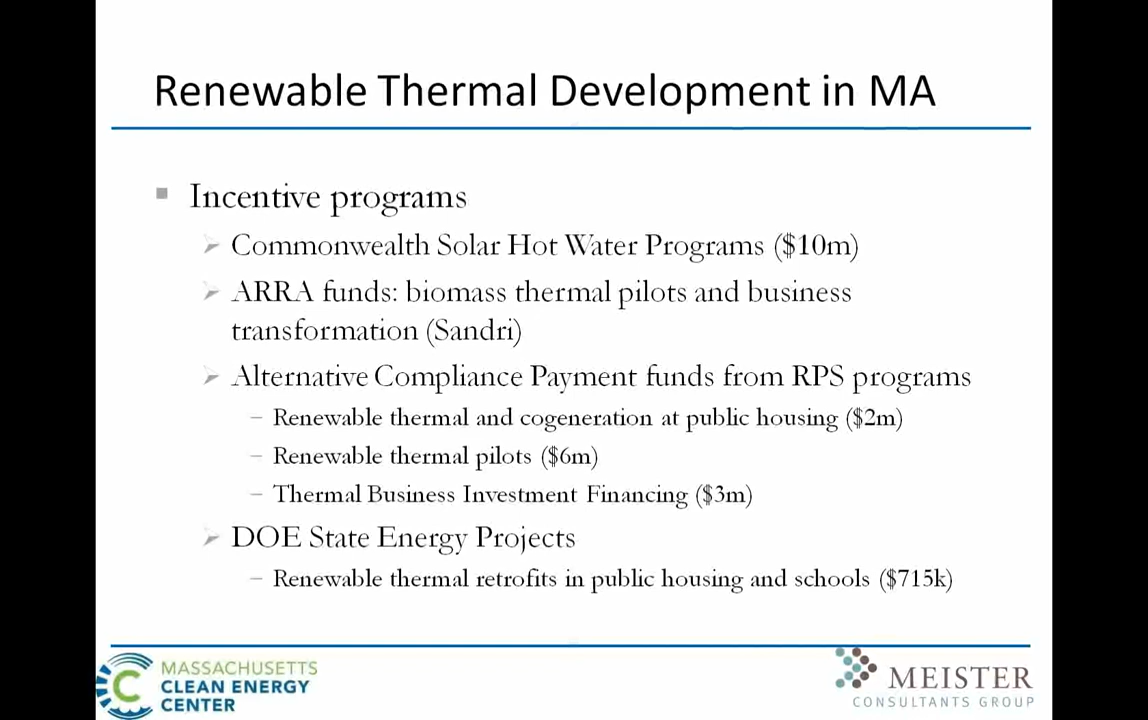 Renewable Thermal Development in MA
Incentive programs
Commonwealth Solar Hot Water Programs ($10m)
ARRA funds: biomass thermal pilots and business
transformation (Sandri)
Alternative Compliance Payment funds from RPS programs
– Renewable thermal and cogeneration at public housing ($2m)
– Renewable thermal pilots ($6m)
– Thermal Business Investment Financing ($3m)
DOE State Energy Projects
– Renewable thermal retrofits in public housing and schools ($715k)
MASSACHUSETTS
CLEAN ENERGY
CENTER
MEISTER
CONSULTANTS GROUP